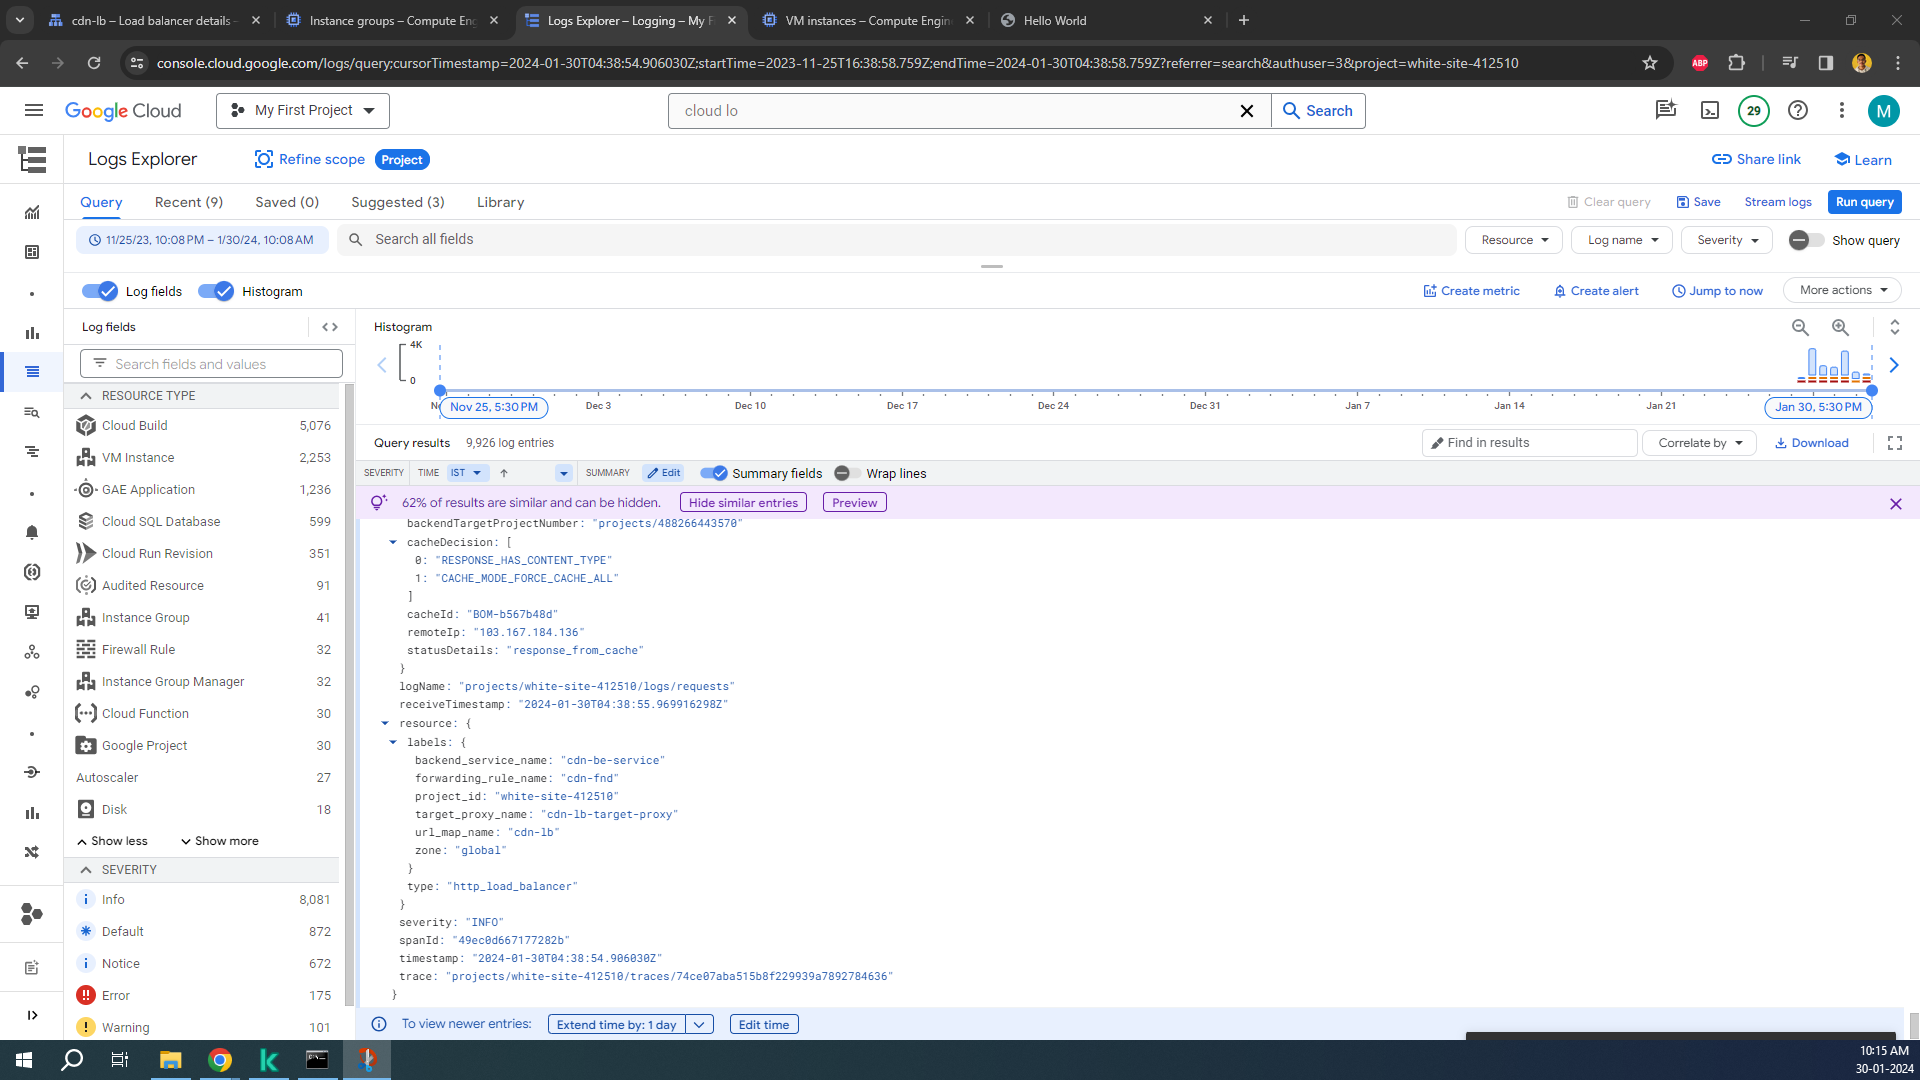 cdn-lb – Load balancer details –
Instance groups – Compute Eng
Logs Explorer – Logging – My F
VM instances – Compute Engin
Hello World
console.cloud.google.com/logs/query;cursorTimestamp=2024-01-30T04:38:54.906030Z;startTime=2023-11-25T16:38:58.759Z;endTime=2024-01-30T04:38:58.759Z?referrer=search&authuser=3&project=white-site-412510
ABP
Google Cloud
My First Project
cloud lo
Search
29
M
Logs Explorer
Refine scope
Project
Share link
Learn
Query
Recent (9)
Saved (0)
Suggested (3)
Library
Clear query
Save
Stream logs
Run query
11/25/23, 10:08 PM – 1/30/24, 10:08 AM
Search all fields
Resource
Log name
Severity
Show query
Log fields
Histogram
Create metric
Create alert
Jump to now
More actions
Log fields
Search fields and values
RESOURCE TYPE
Cloud Build 5,076
VM Instance 2,253
GAE Application 1,236
Cloud SQL Database 599
Cloud Run Revision 351
Audited Resource 91
Instance Group 41
Firewall Rule 32
Instance Group Manager 32
Cloud Function 30
Google Project 30
Autoscaler 27
Disk 18
Show less
Show more
SEVERITY
Info 8,081
Default 872
Notice 672
Error 175
Warning 101
Histogram
4K
0
Nov 25, 5:30 PM
Dec 3
Dec 10
Dec 17
Dec 24
Dec 31
Jan 7
Jan 14
Jan 21
Jan 30, 5:30 PM
Query results 9,926 log entries
Find in results
Correlate by
Download
SEVERITY TIME IST SUMMARY Edit Summary fields Wrap lines
62% of results are similar and can be hidden. Hide similar entries Preview
backendTargetProjectNumber: "projects/488266443570"
cacheDecision: [
0: "RESPONSE_HAS_CONTENT_TYPE"
1: "CACHE_MODE_FORCE_CACHE_ALL"
]
cacheId: "BOM-b567b48d"
remoteIp: "103.167.184.136"
statusDetails: "response_from_cache"
}
logName: "projects/white-site-412510/logs/requests"
receiveTimestamp: "2024-01-30T04:38:55.969916298Z"
resource: {
labels: {
backend_service_name: "cdn-be-service"
forwarding_rule_name: "cdn-fnd"
project_id: "white-site-412510"
target_proxy_name: "cdn-lb-target-proxy"
url_map_name: "cdn-lb"
zone: "global"
}
type: "http_load_balancer"
}
severity: "INFO"
spanId: "49ec0d667177282b"
timestamp: "2024-01-30T04:38:54.906030Z"
trace: "projects/white-site-412510/traces/74ce07aba515b8f229939a7892784636"
}
To view newer entries: Extend time by: 1 day Edit time
10:15 AM
30-01-2024